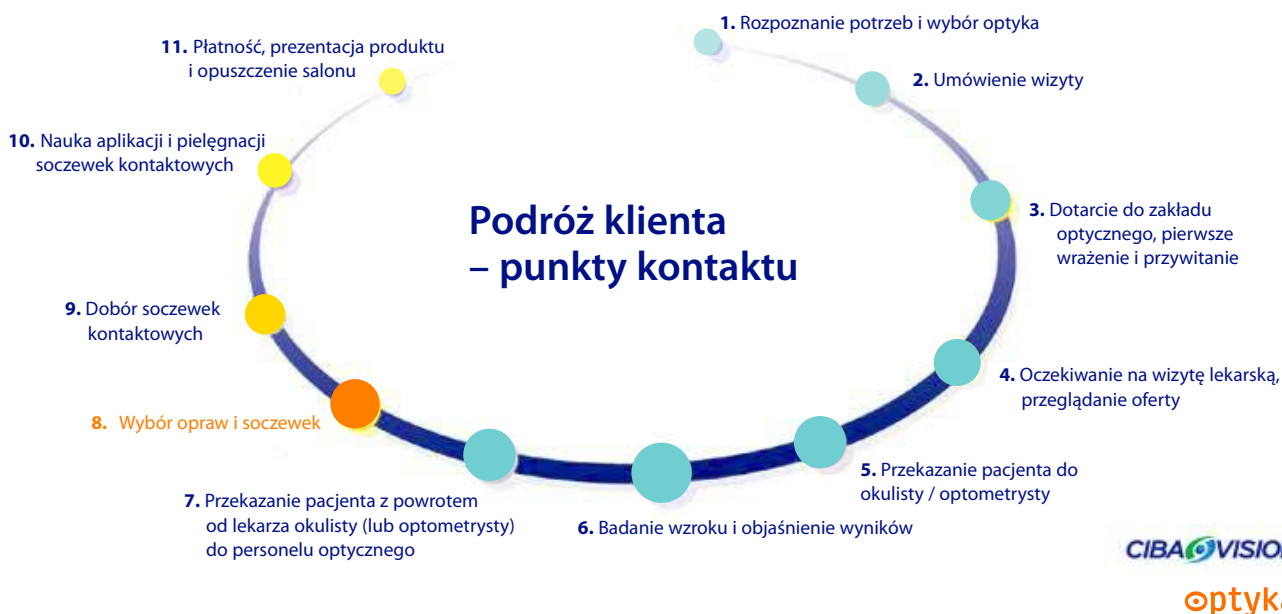 1. Rozpoznanie potrzeb i wybór optyka
2. Umówienie wizyty
3. Dotarcie do zakładu
optycznego, pierwsze
wrażenie i przywitanie
4. Oczekiwanie na wizytę lekarską,
przeglądanie oferty
5. Przekazanie pacjenta do
okulisty / optometrysty
6. Badanie wzroku i objaśnienie wyników
7. Przekazanie pacjenta z powrotem
od lekarza okulisty (lub optometrysty)
do personelu optycznego
8. Wybór opraw i soczewek
9. Dobór soczewek
kontaktowych
10. Nauka aplikacji i pielęgnacji
soczewek kontaktowych
11. Płatność, prezentacja produktu
i opuszczenie salonu
Podróż klienta
– punkty kontaktu
CIBA VISION
optyka